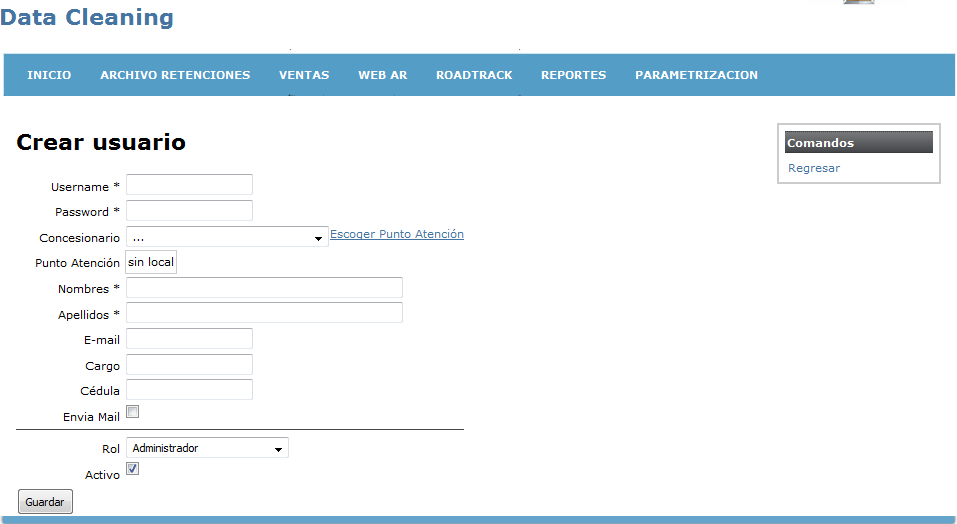 Data Cleaning
INICIO ARCHIVO RETENCIONES VENTAS WEB AR ROADTRACK REPORTES PARAMETRIZACION
Crear usuario
Comandos
Regresar
Username *
Password *
Concesionario ... Escoger Punto Atención
Punto Atención sin local
Nombres *
Apellidos *
E-mail
Cargo
Cédula
Envia Mail
Rol Administrador
Activo
Guardar